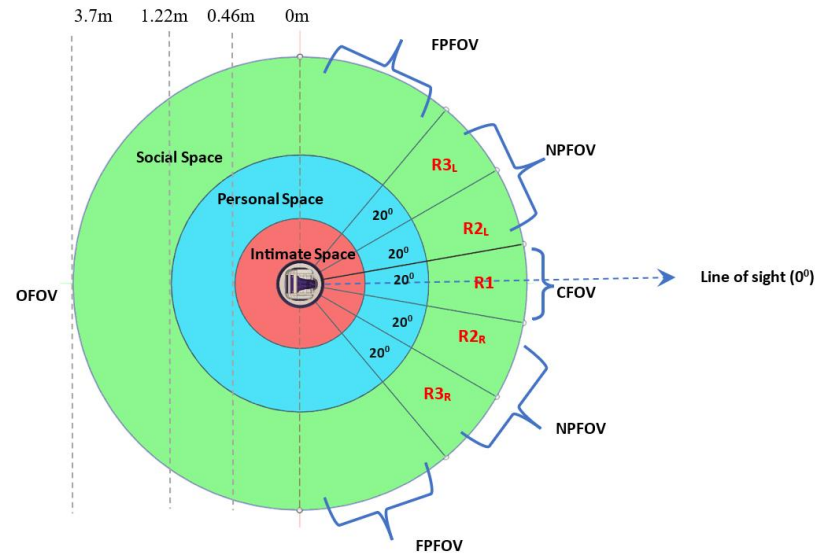 3.7m 1.22m 0.46m 0m
FPFOV
NPFOV
Social Space
R3L
Personal Space
20⁰
R2L
20⁰
Intimate Space
20⁰
R1
Line of sight (0⁰)
OFOV
CFOV
20⁰
R2R
20⁰
R3R
NPFOV
FPFOV